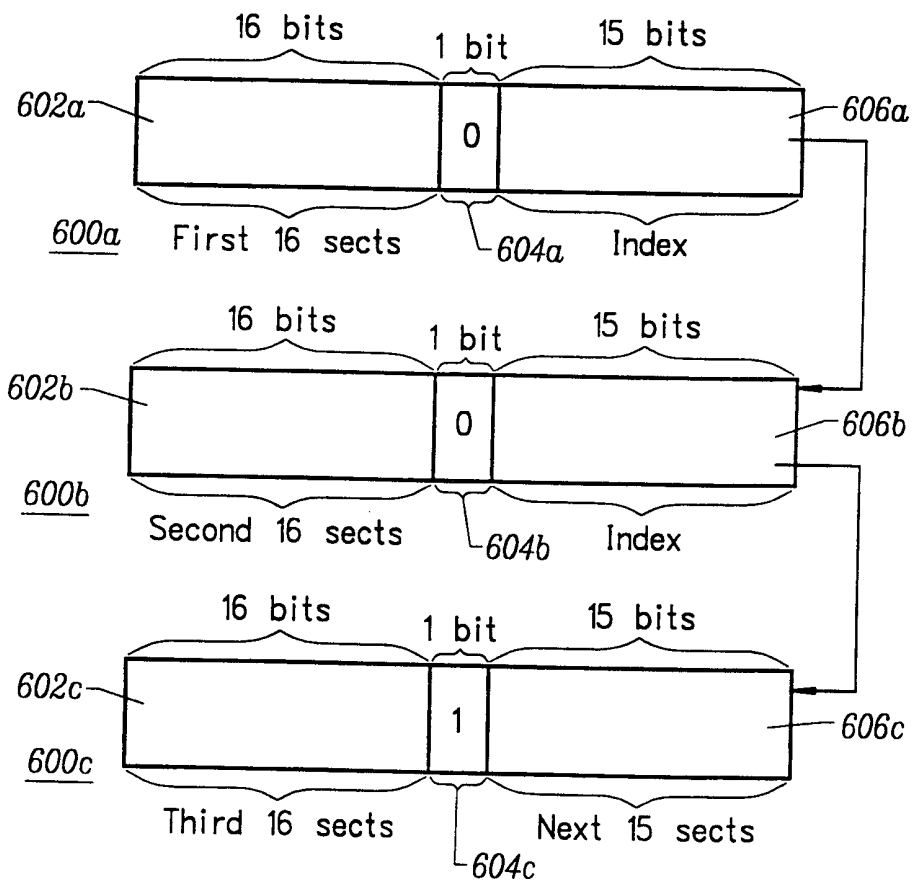 16 bits 1 bit 15 bits
602a 0 606a
600a First 16 sects 604a Index
16 bits 1 bit 15 bits
602b 0 606b
600b Second 16 sects 604b Index
16 bits 1 bit 15 bits
602c 1 606c
600c Third 16 sects 604c Next 15 sects